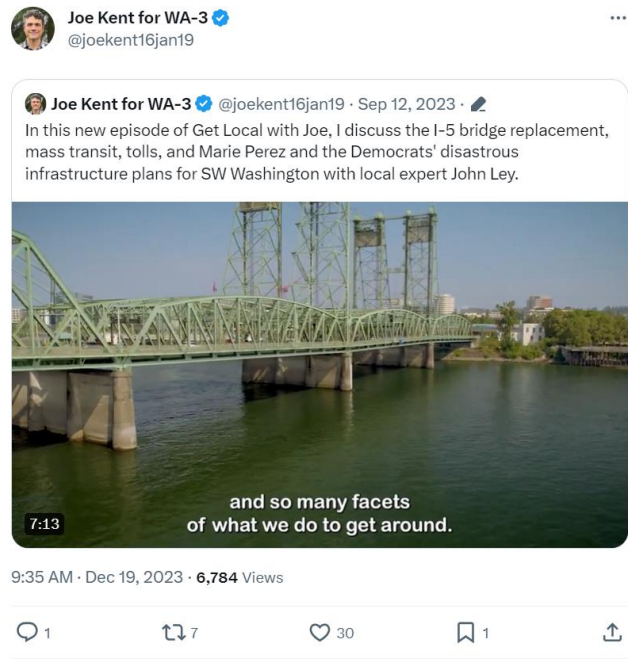 Joe Kent for WA-3
@joekent16jan19
Joe Kent for WA-3 @joekent16jan19 · Sep 12, 2023 ·
In this new episode of Get Local with Joe, I discuss the I-5 bridge replacement,
mass transit, tolls, and Marie Perez and the Democrats' disastrous
infrastructure plans for SW Washington with local expert John Ley.
and so many facets
of what we do to get around.
7:13
9:35 AM · Dec 19, 2023 · 6,784 Views
1 7 30 1